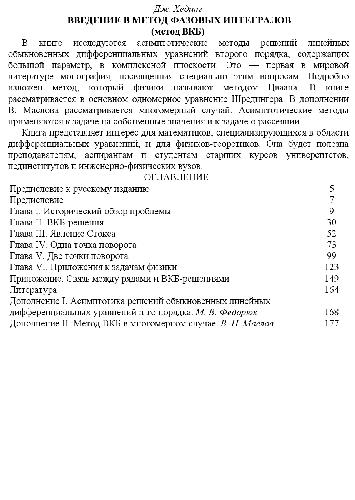 Дж. Хединг
ВВЕДЕНИЕ В МЕТОД ФАЗОВЫХ ИНТЕГРАЛОВ
(метод ВКБ)
В книге исследуются асимптотические методы решений линейных
обыкновенных дифференциальных уравнений второго порядка, содержащих
большой параметр, в комплексной плоскости. Это — первая в мировой
литературе монография, посвященная специально этим вопросам. Подробно
изложен метод, который физики называют методом Цваана. В книге
рассматривается в основном одномерное уравнение Шредингера. В дополнении
В. Маслова рассматривается многомерный случай. Асимптотические методы
применяются к задаче на собственные значения и к задаче о рассеянии.
Книга представляет интерес для математиков, специализирующихся в области
дифференциальных уравнений, и для физиков-теоретиков. Она будет полезна
преподавателям, аспирантам и студентам старших курсов университетов,
пединститутов и инженерно-физических вузов.
ОГЛАВЛЕНИЕ
Предисловие к русскому изданию 5
Предисловие 7
Глава I. Исторический обзор проблемы 9
Глава II. ВКБ-решения 30
Глава III. Явление Стокса 52
Глава IV. Одна точка поворота 73
Глава V. Две точки поворота 99
Глава VI. Приложения к задачам физики 123
Приложение. Связь между рядами и ВКБ-решениями 149
Литература 164
Дополнение I. Асимптотика решений обыкновенных линейных
дифференциальных уравнений n-го порядка. М. В. Федорюк 168
Дополнение II. Метод ВКБ в многомерном случае. В. П. Маслов 177